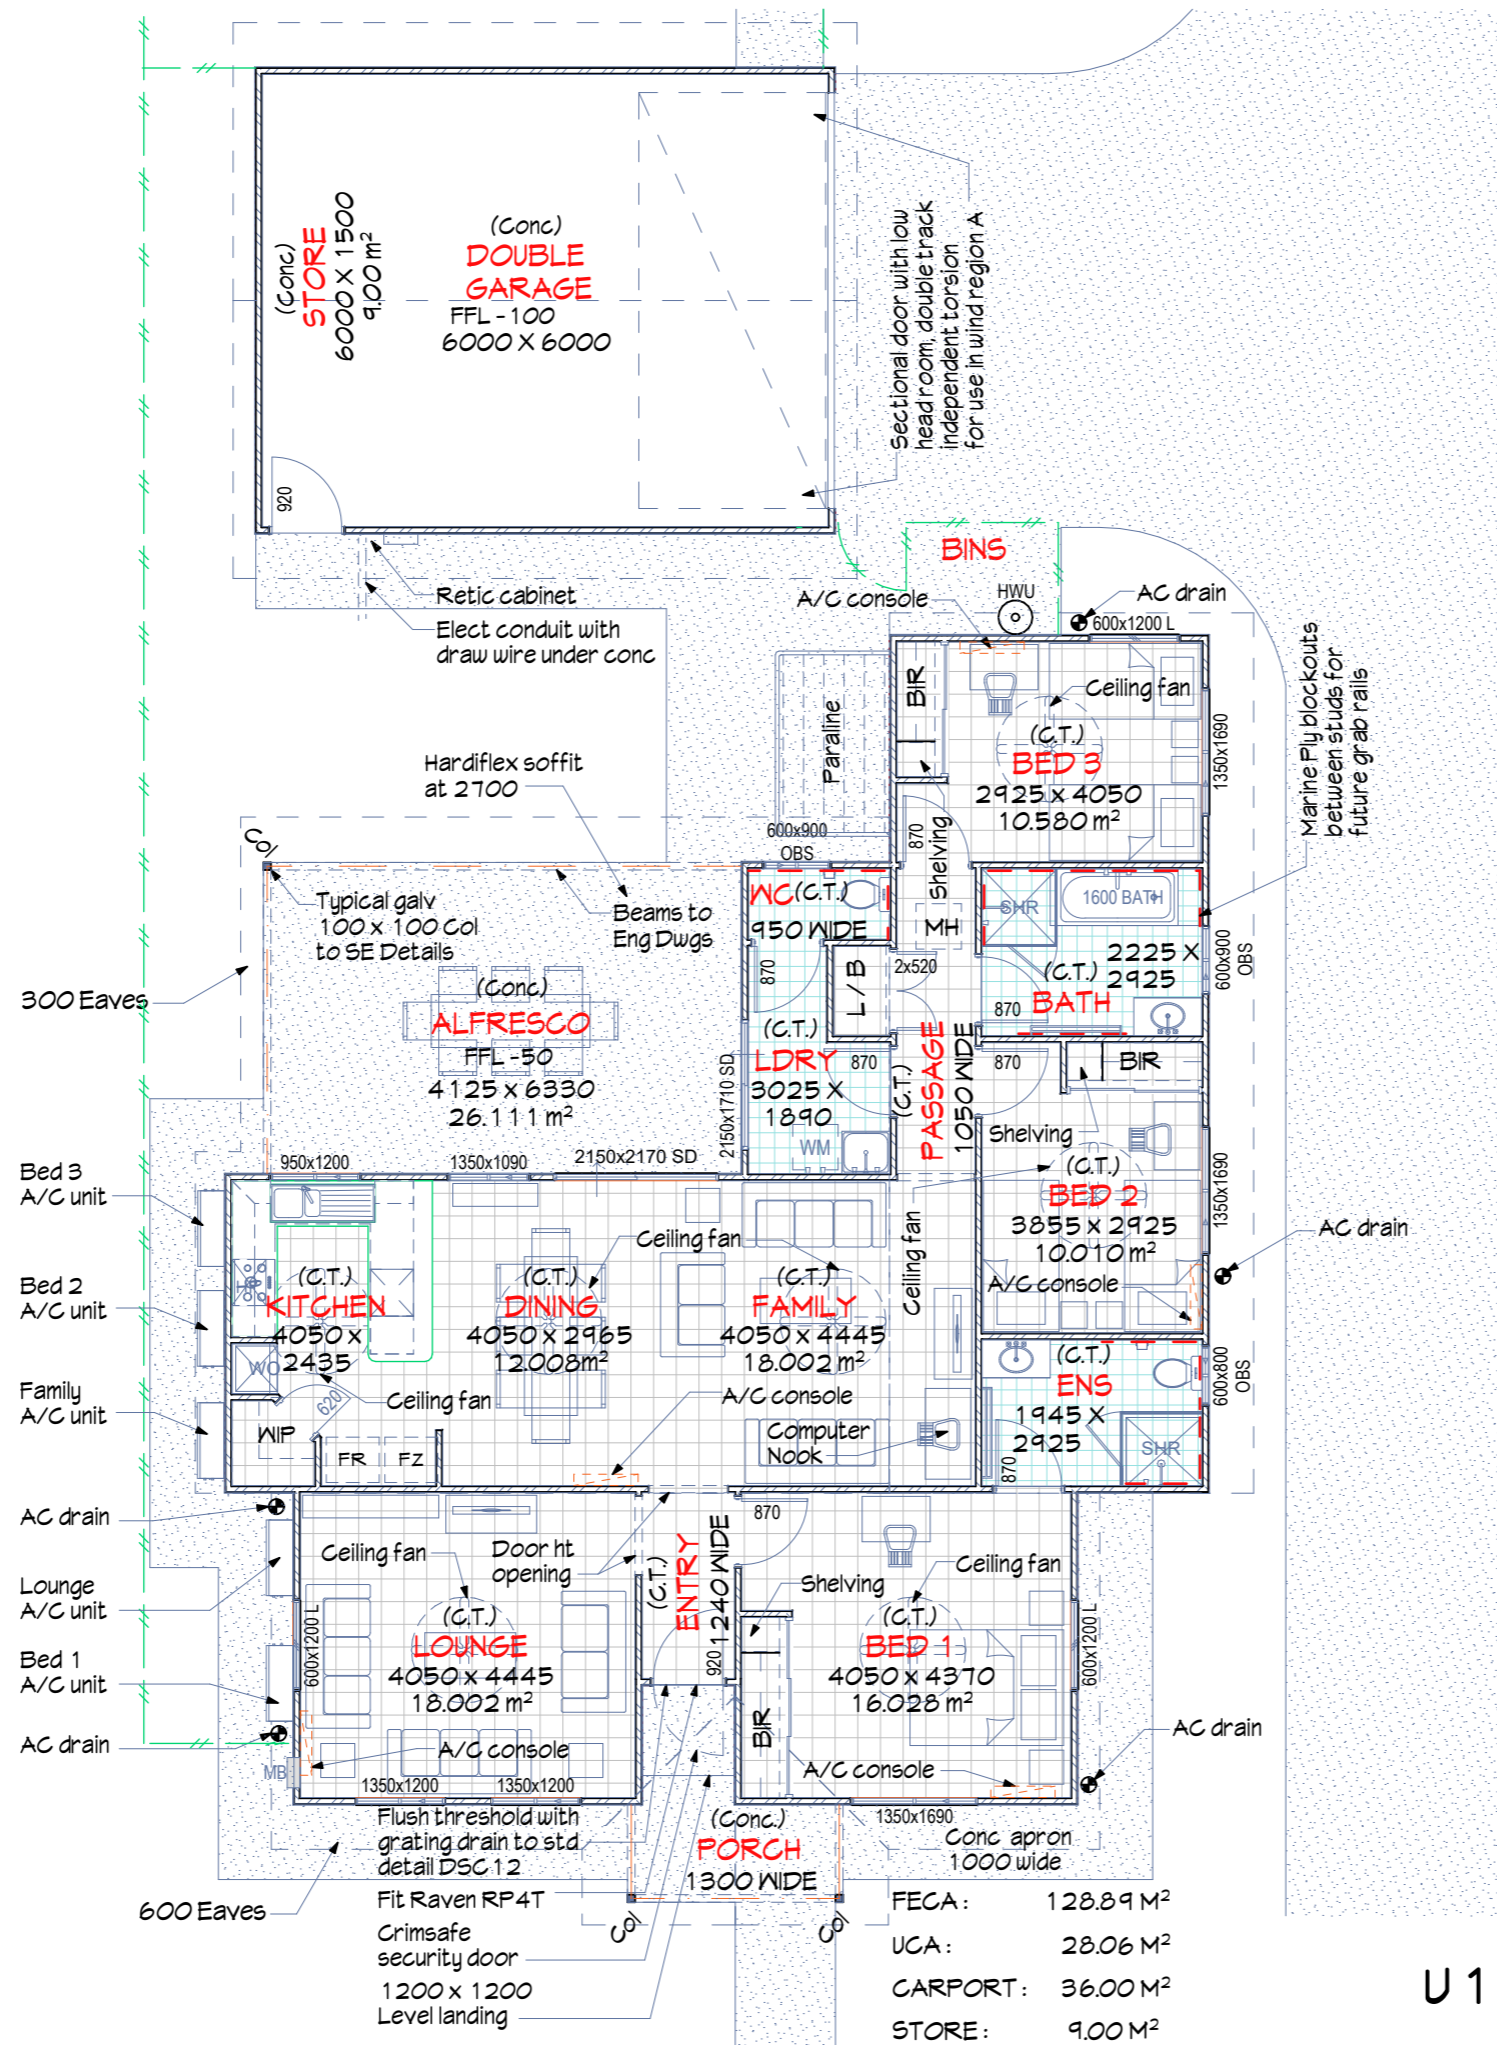 (Conc)
STORE
6000 X 1500
9.00 m²
(Conc)
DOUBLE
GARAGE
FFL -100
6000 X 6000
Sectional door with low
head room, double track
independent torsion
for use in wind region A
920
BINS
Retic cabinet
Elect conduit with
draw wire under conc
A/C console
HWU
AC drain
600x1200 L
Marine Ply blockouts
between studs for
future grab rails
BIR
Ceiling fan
(C.T.)
BED 3
2925 x 4050
10.580 m²
1350x1690
Paraline
Hardiflex soffit
at 2700
600x900
OBS
870
Shelving
Col
Typical galv
100 x 100 Col
to SE Details
Beams to
Eng Dwgs
WC (C.T.)
950 WIDE
MH
SHR
1600 BATH
2225 X
2925
(C.T.)
BATH
870
600x900
OBS
300 Eaves
(Conc)
ALFRESCO
FFL -50
4125 x 6330
26.111 m²
870
L / B
2x520
(C.T.)
LDRY
3025 X
1890
870
WM
2150x1710 SD
(C.T.)
PASSAGE
1050 WIDE
870
BIR
Shelving
(C.T.)
BED 2
3855 x 2925
10.010 m²
A/C console
1350x1690
AC drain
950x1200
1350x1090
2150x2170 SD
Bed 3
A/C unit
Bed 2
A/C unit
Family
A/C unit
(C.T.)
KITCHEN
4050 x
2435
WO
WIP
620
FR
FZ
Ceiling fan
Ceiling fan
(C.T.)
DINING
4050 x 2965
12.008m²
(C.T.)
FAMILY
4050 x 4445
18.002 m²
Ceiling fan
A/C console
Computer
Nook
(C.T.)
ENS
1945 X
2925
SHR
870
600x800
OBS
AC drain
Lounge
A/C unit
Bed 1
A/C unit
AC drain
MB
600x1200 L
Ceiling fan
(C.T.)
LOUNGE
4050 x 4445
18.002 m²
A/C console
1350x1200
1350x1200
Door ht
opening
(C.T.)
ENTRY
1240 WIDE
920
870
Shelving
BIR
Ceiling fan
(C.T.)
BED 1
4050 x 4370
16.028 m²
A/C console
1350x1690
600x1200 L
AC drain
Flush threshold with
grating drain to std
detail DSC12
Fit Raven RP4T
Crimsafe
security door
1200 x 1200
Level landing
600 Eaves
(Conc.)
PORCH
1300 WIDE
Col
Col
Conc apron
1000 wide
FECA: 128.89 M²
UCA: 28.06 M²
CARPORT: 36.00 M²
STORE: 9.00 M²
U 1